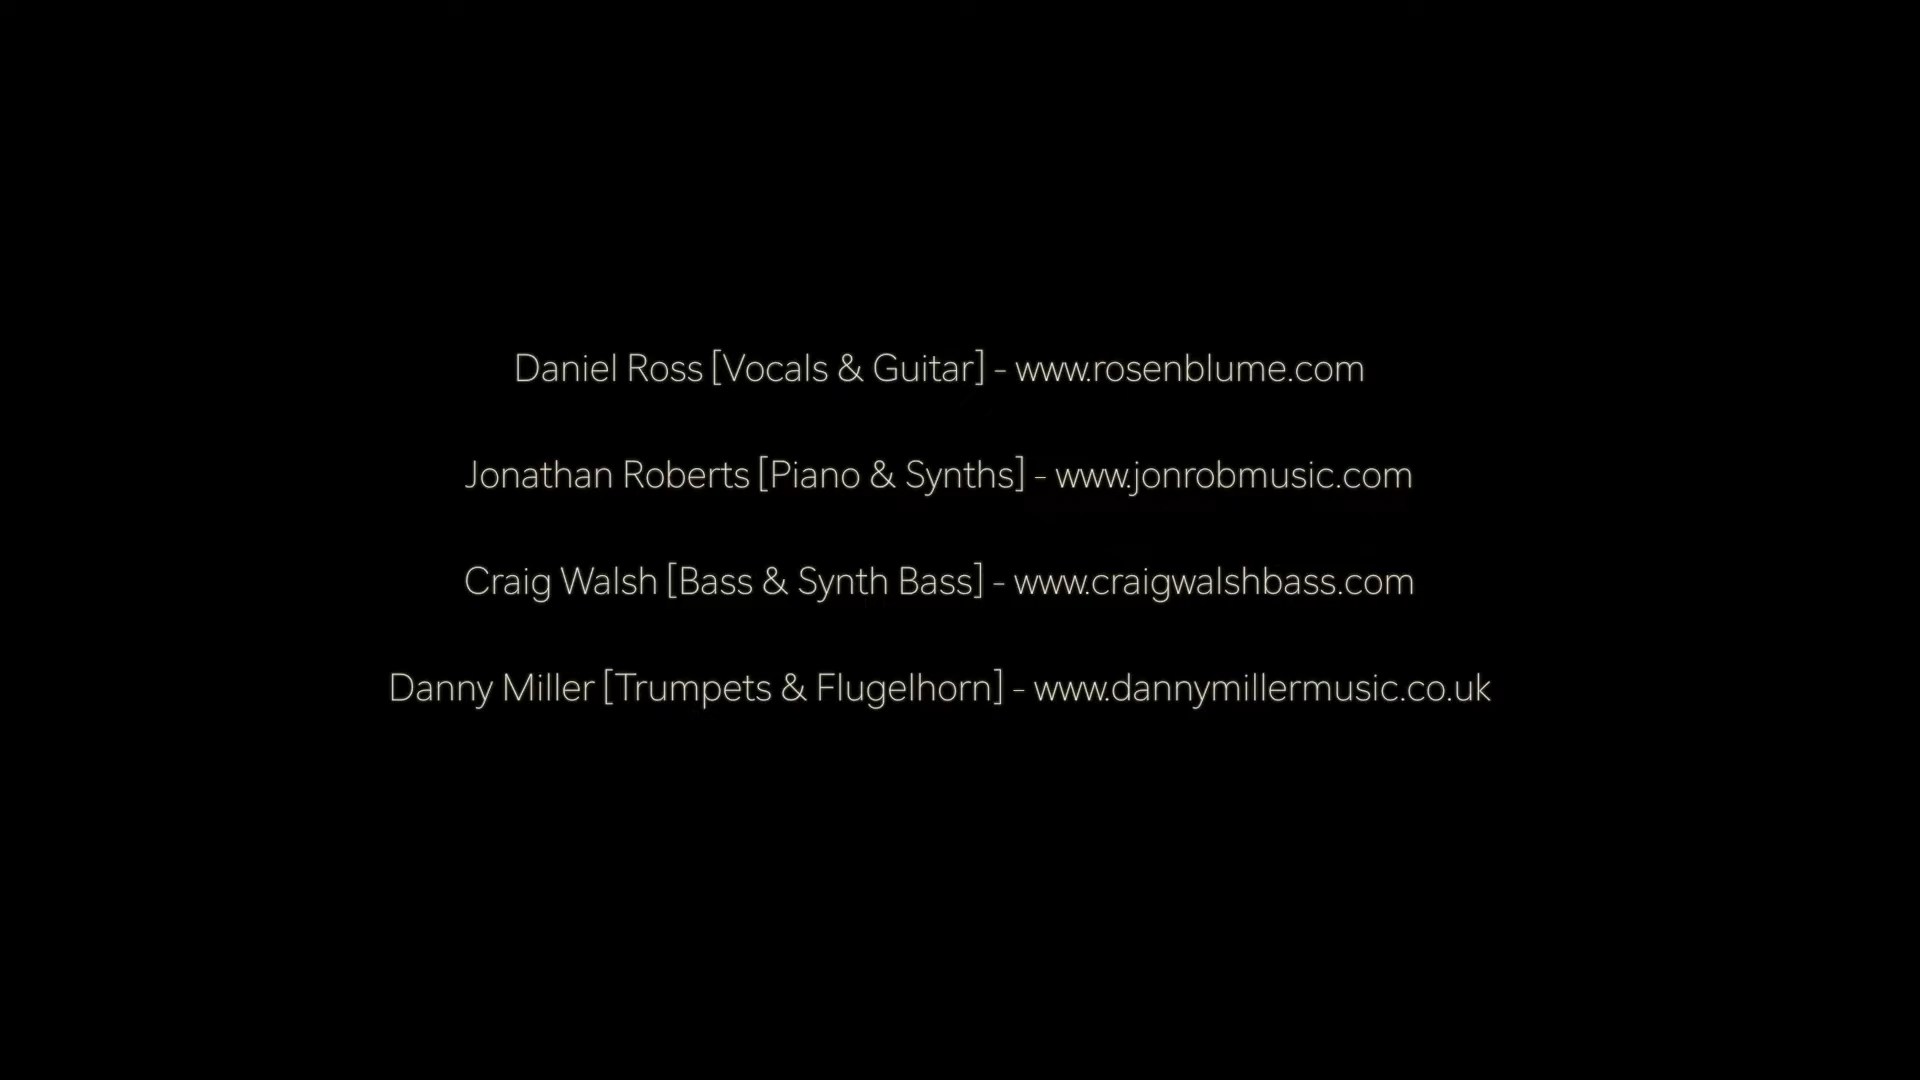 Daniel Ross [Vocals & Guitar] - www.rosenblume.com
Jonathan Roberts [Piano & Synths] - www.jonrobmusic.com
Craig Walsh [Bass & Synth Bass] - www.craigwalshbass.com
Danny Miller [Trumpets & Flugelhorn] - www.dannymillermusic.co.uk